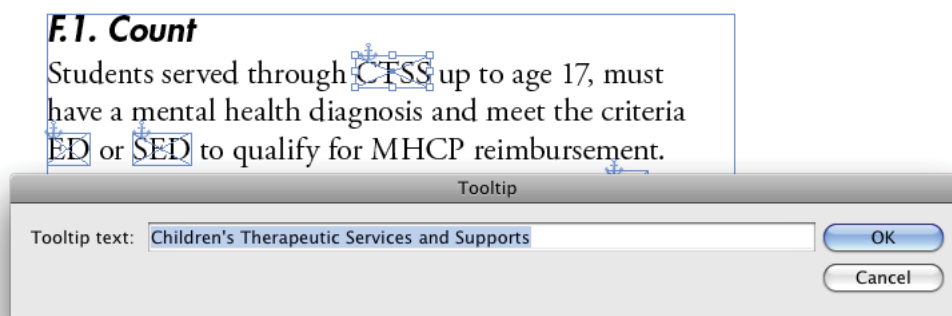 F.1. Count
Students served through CTSS up to age 17, must
have a mental health diagnosis and meet the criteria
ED or SED to qualify for MHCP reimbursement.
Tooltip
Tooltip text: Children's Therapeutic Services and Supports OK
Cancel